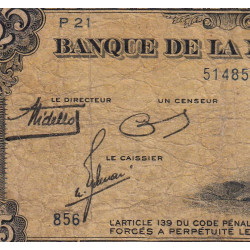 P 21
BANQUE DE LA
51485
LE DIRECTEUR UN CENSEUR
LE CAISSIER
856
L'ARTICLE 139 DU CODE PÉNAL
FORCÉS A PERPÉTUITÉ LE